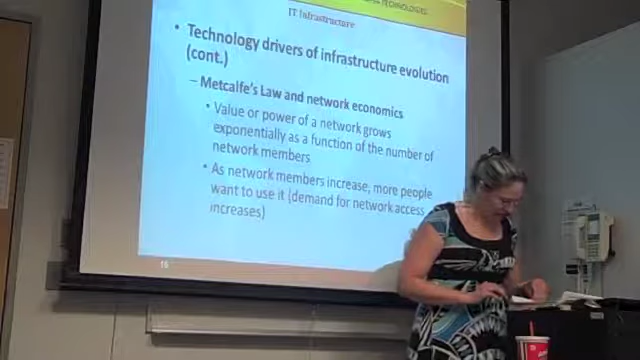 TECHNOLOGIES
IT Infrastructure
• Technology drivers of infrastructure evolution
(cont.)
– Metcalfe's Law and network economics
• Value or power of a network grows
exponentially as a function of the number of
network members
• As network members increase, more people
want to use it (demand for network access
increases)